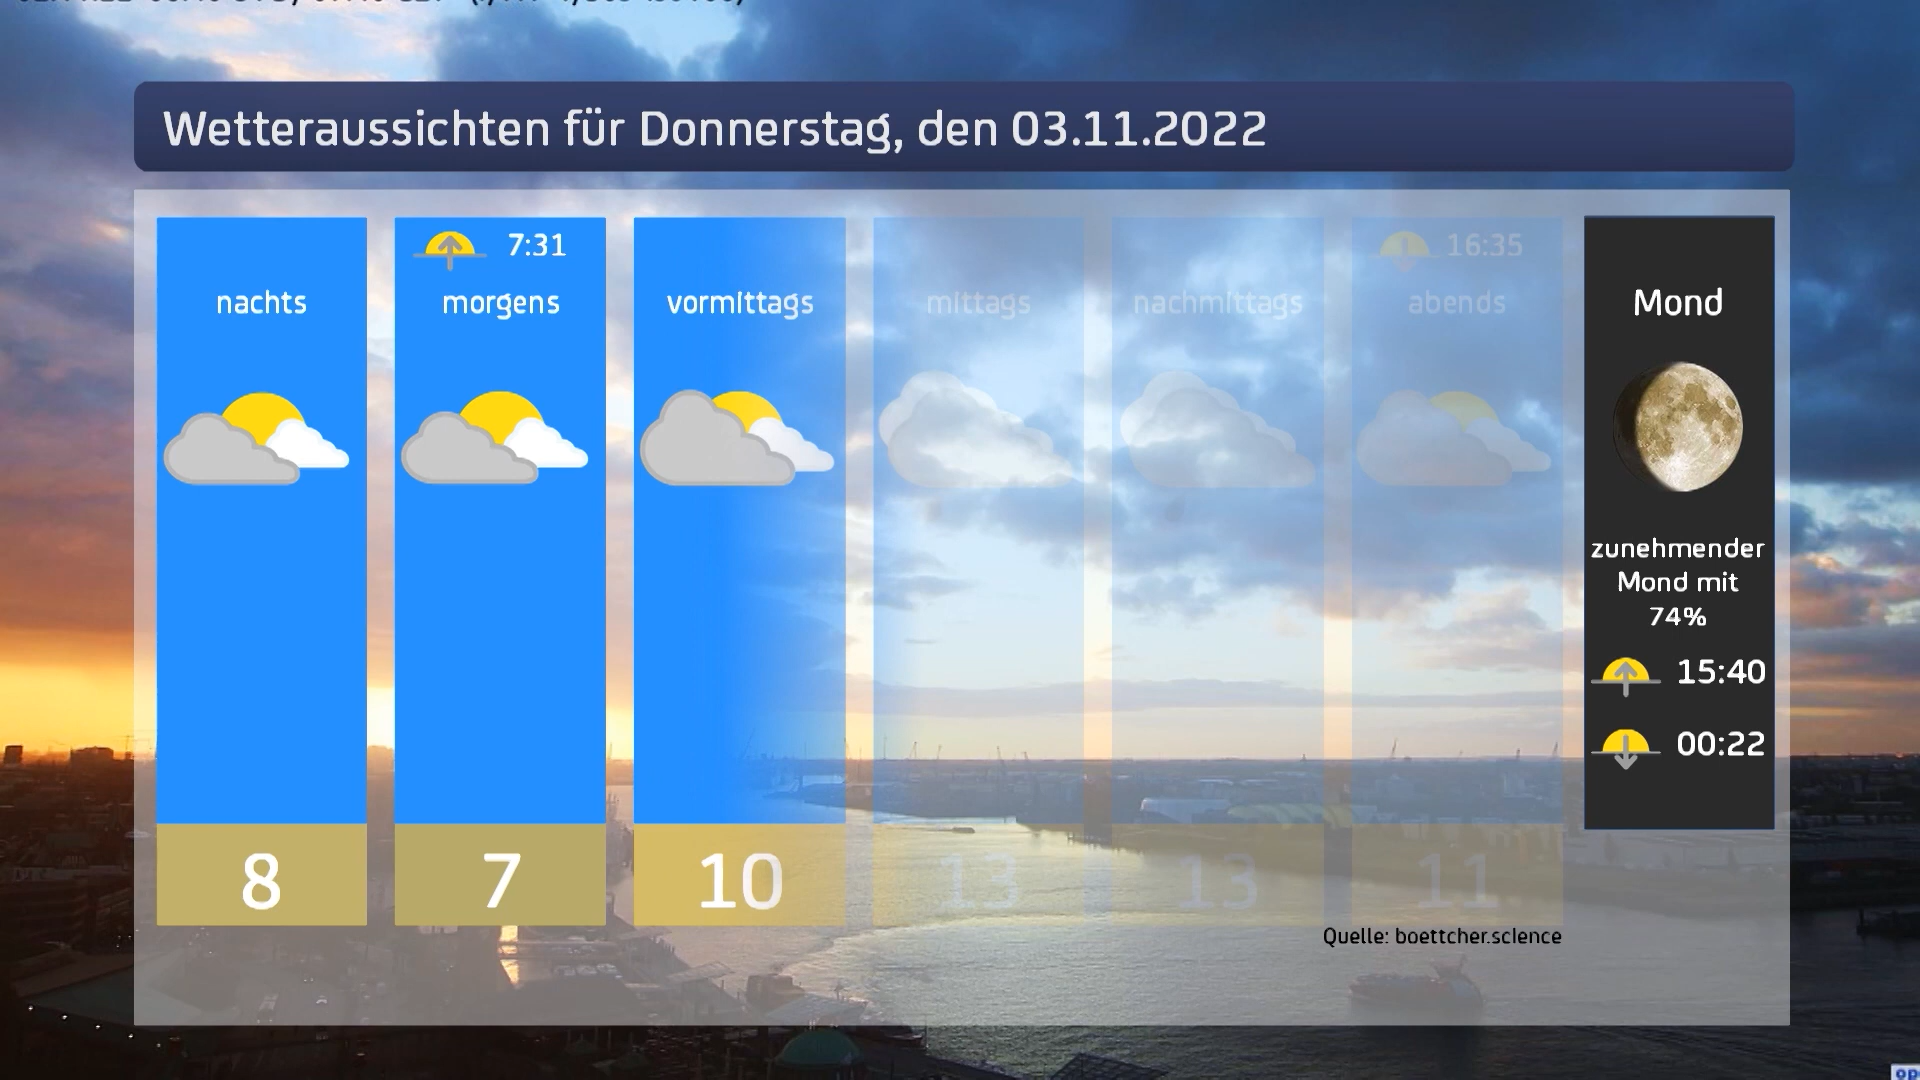 Wetteraussichten für Donnerstag, den 03.11.2022
7:31
16:35
nachts
morgens
vormittags
mittags
nachmittags
abends
Mond
zunehmender
Mond mit
74%
15:40
00:22
8
7
10
13
13
11
Quelle: boettcher.science
op